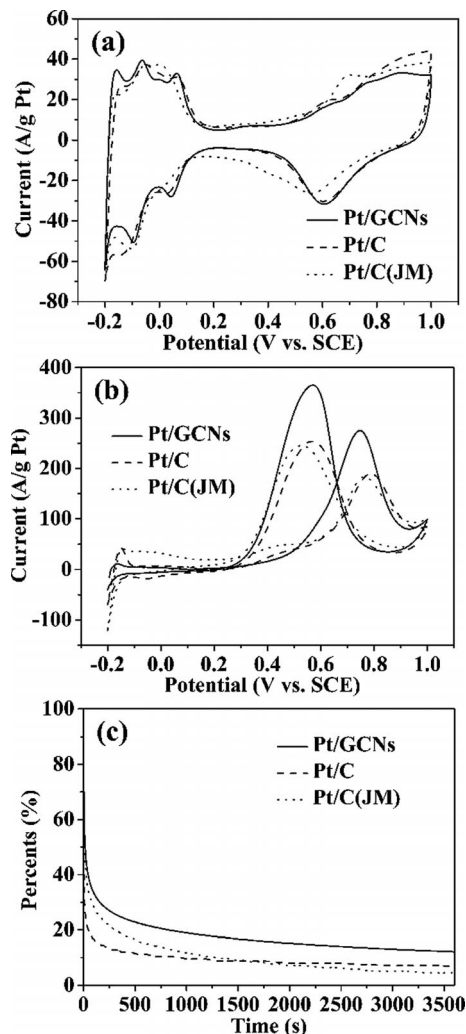 (a)
Current (A/g Pt)
60
40
20
0
-20
-40
-60
-80
Pt/GCNs
Pt/C
Pt/C(JM)
-0.2 0.0 0.2 0.4 0.6 0.8 1.0
Potential (V vs. SCE)
(b)
Current (A/g Pt)
400
300
200
100
0
-100
Pt/GCNs
Pt/C
Pt/C(JM)
-0.2 0.0 0.2 0.4 0.6 0.8 1.0
Potential (V vs. SCE)
(c)
Percents (%)
100
80
60
40
20
0
Pt/GCNs
Pt/C
Pt/C(JM)
0 500 1000 1500 2000 2500 3000 3500
Time (s)